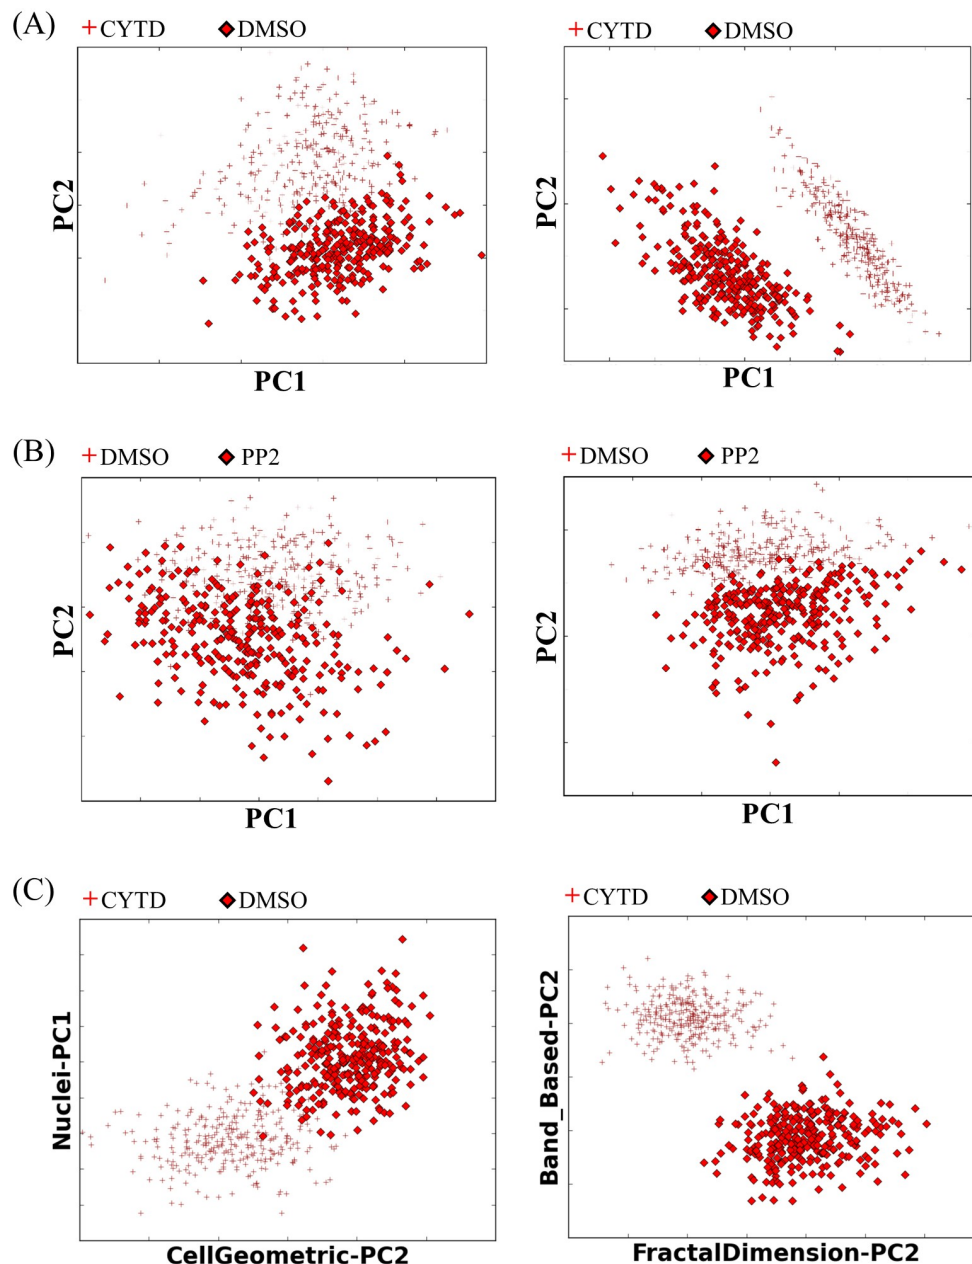 (A)
+CYTD ◆DMSO
+CYTD ◆DMSO
PC2
PC1
PC2
PC1
(B)
+DMSO ◆PP2
+DMSO ◆PP2
PC2
PC1
PC2
PC1
(C)
+CYTD ◆DMSO
+CYTD ◆DMSO
Nuclei-PC1
CellGeometric-PC2
Band_Based-PC2
FractalDimension-PC2